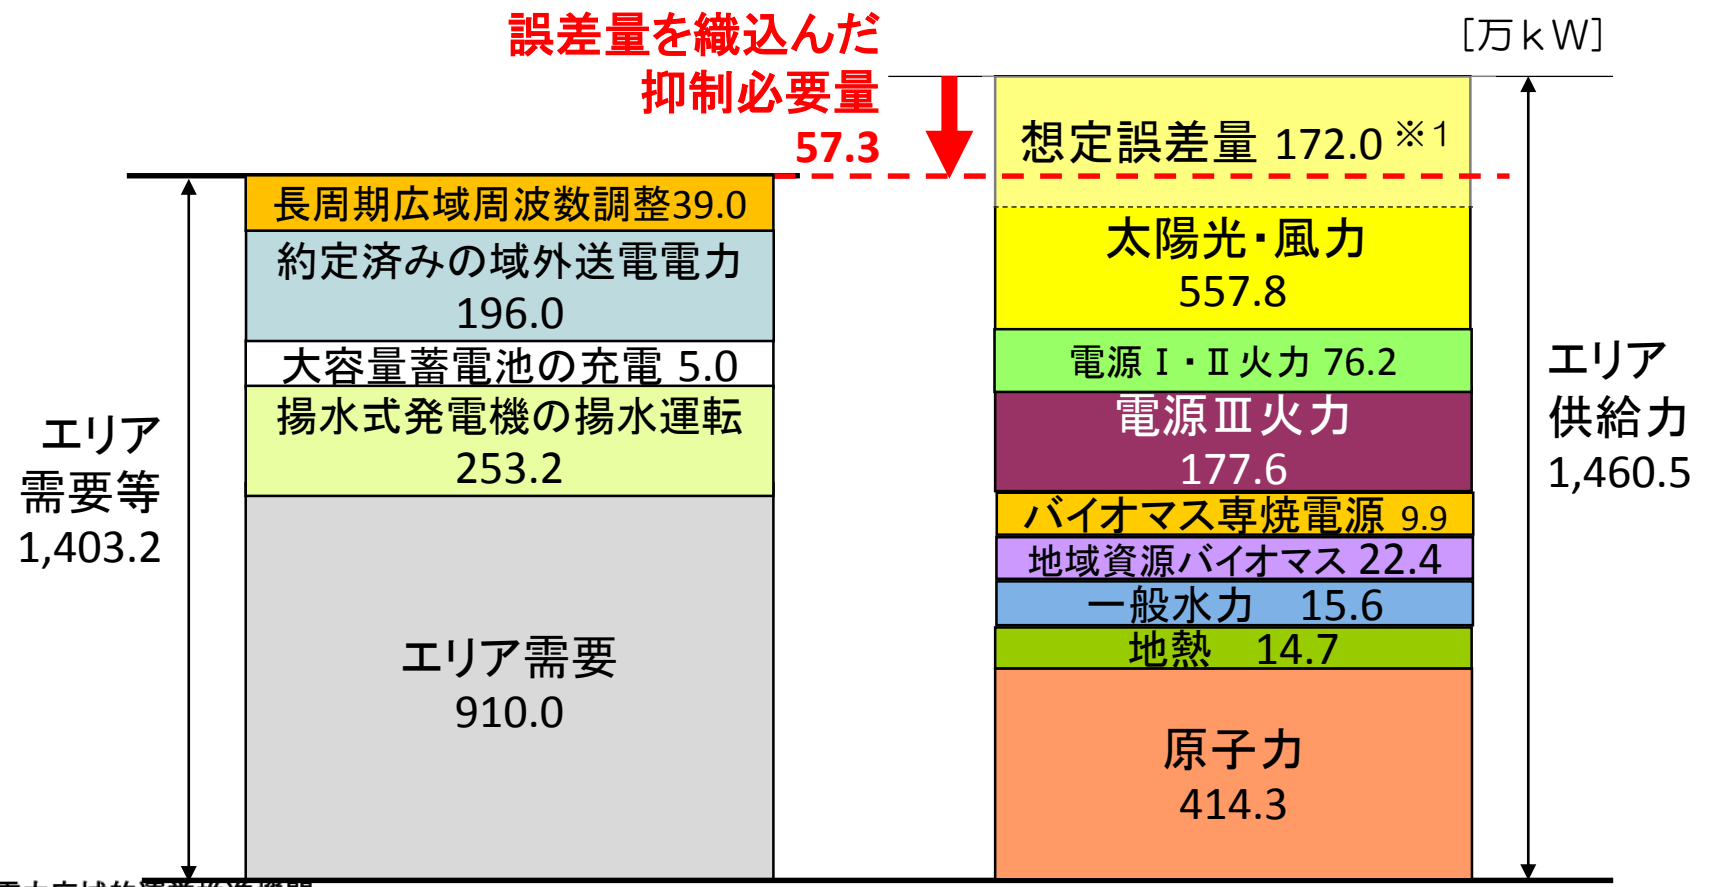 誤差量を織込んだ
抑制必要量
57.3
[万kW]
長周期広域周波数調整39.0
約定済みの域外送電電力
196.0
大容量蓄電池の充電 5.0
揚水式発電機の揚水運転
253.2
エリア需要
910.0
エリア
需要等
1,403.2
想定誤差量 172.0 ※1
太陽光・風力
557.8
電源Ⅰ・Ⅱ火力 76.2
電源Ⅲ火力
177.6
バイオマス専焼電源 9.9
地域資源バイオマス 22.4
一般水力 15.6
地熱 14.7
原子力
414.3
エリア
供給力
1,460.5